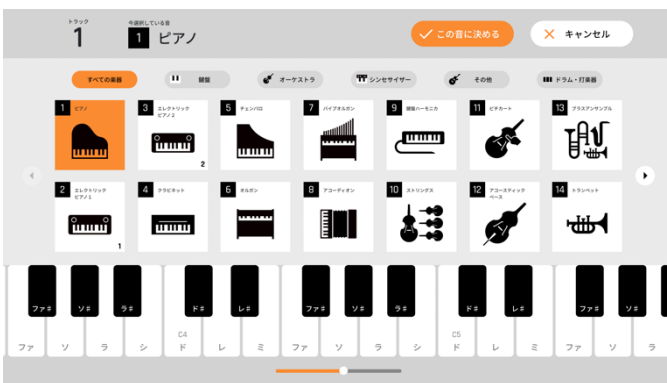 トラック
1
今選択している音
1 ピアノ
この音に決める
キャンセル
すべての楽器
鍵盤
オーケストラ
シンセサイザー
その他
ドラム・打楽器
1 ピアノ
3 エレクトリック
ピアノ2
2
5 チェンバロ
7 パイプオルガン
9 鍵盤ハーモニカ
11 ピチカート
13 ブラスアンサンブル
2 エレクトリック
ピアノ1
1
4 クラビネット
6 オルガン
8 アコーディオン
10 ストリングス
12 アコースティック
ベース
14 トランペット
ファ♯ ソ♯ ラ♯ ド♯ レ♯ ファ♯ ソ♯ ラ♯ ド♯ レ♯ ファ♯ ソ♯
C4 C5
ファ ソ ラ シ ド レ ミ ファ ソ ラ シ ド レ ミ ファ ソ ラ